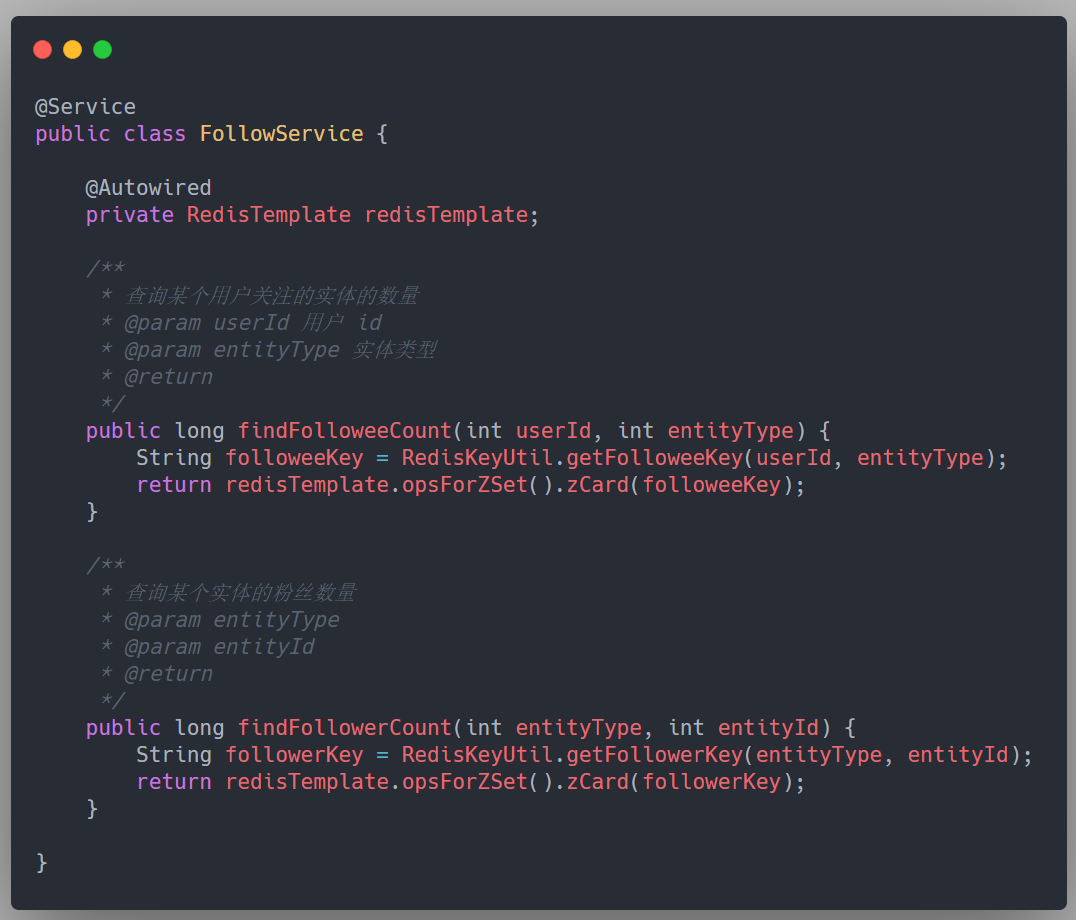 @Service
public class FollowService {
@Autowired
private RedisTemplate redisTemplate;
/**
* 查询某个用户关注的实体的数量
* @param userId 用户 id
* @param entityType 实体类型
* @return
*/
public long findFolloweeCount(int userId, int entityType) {
String followeeKey = RedisKeyUtil.getFolloweeKey(userId, entityType);
return redisTemplate.opsForZSet().zCard(followeeKey);
}
/**
* 查询某个实体的粉丝数量
* @param entityType
* @param entityId
* @return
*/
public long findFollowerCount(int entityType, int entityId) {
String followerKey = RedisKeyUtil.getFollowerKey(entityType, entityId);
return redisTemplate.opsForZSet().zCard(followerKey);
}
}